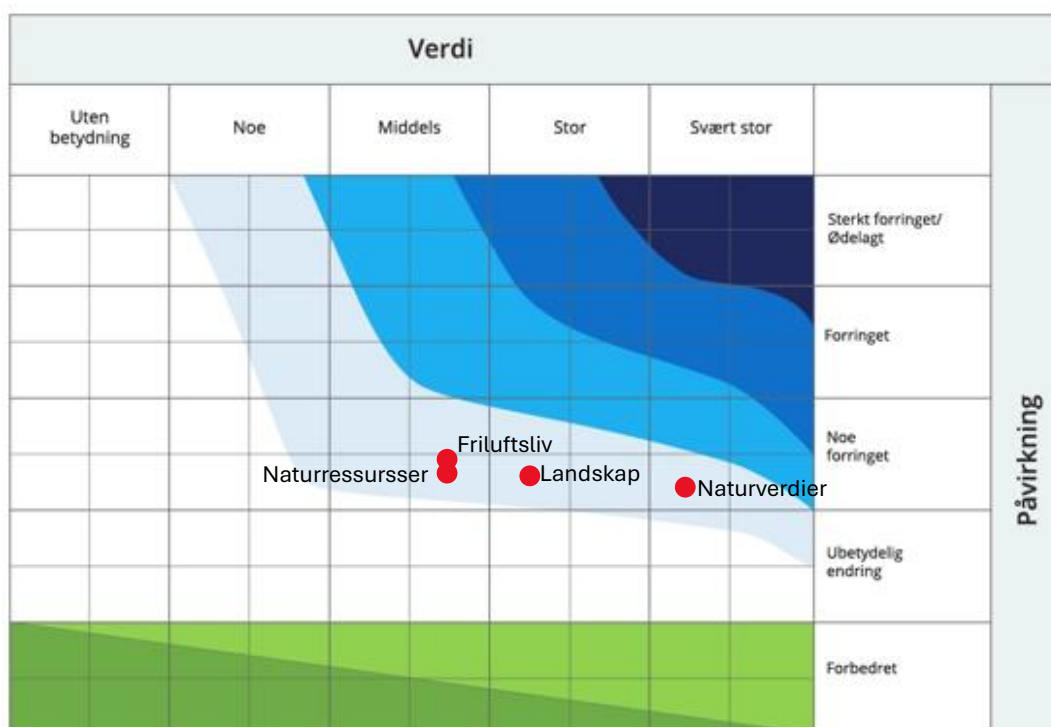 Verdi
Uten
betydning
Noe
Middels
Stor
Svært stor
Sterkt forringet/
Ødelagt
Forringet
Noe
forringet
Friluftsliv
Naturressursser
Landskap
Naturverdier
Ubetydelig
endring
Forbedret
Påvirkning